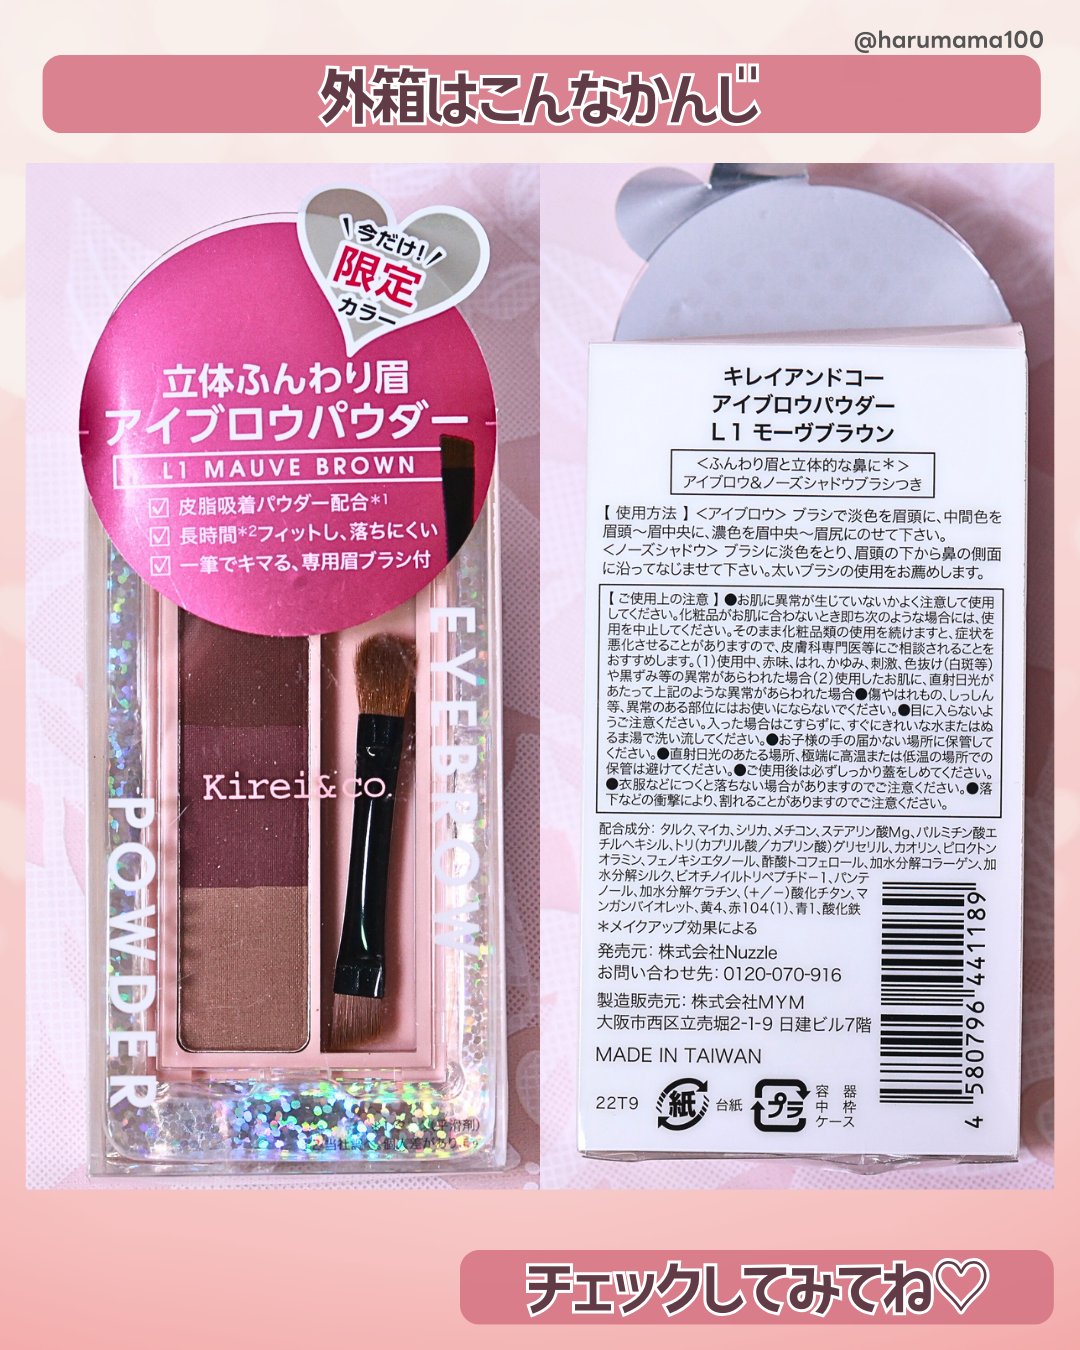 @harumama100
外箱はこんなかんじ
今だけ!
限定
カラー
立体ふんわり眉
アイブロウパウダー
L1 MAUVE BROWN
皮脂吸着パウダー配合*1
長時間*2フィットし、落ちにくい
一筆でキマる、専用眉ブラシ付
EYEBROW
POWDER
Kirei&co.
キレイアンドコー
アイブロウパウダー
L1 モーヴブラウン
<ふんわり眉と立体的な鼻に＊>
アイブロウ&ノーズシャドウブラシつき
【 使用方法 】<アイブロウ> ブラシで淡色を眉頭に、中間色を
眉頭〜眉中央に、濃色を眉中央〜眉尻にのせて下さい。
<ノーズシャドウ> ブラシに淡色をとり、眉頭の下から鼻の側面
に沿ってなじませて下さい。太いブラシの使用をお薦めします。
【 ご使用上の注意 】●お肌に異常が生じていないかよく注意して使用
してください。化粧品がお肌に合わないとき即ち次のような場合には、使
用を中止してください。そのまま化粧品類の使用を続けますと、症状を
悪化させることがありますので、皮膚科専門医等にご相談されることを
おすすめします。(1)使用中、赤味、はれ、かゆみ、刺激、色抜け(白斑等)
や黒ずみ等の異常があらわれた場合(2)使用したお肌に、直射日光が
あたって上記のような異常があらわれた場合●傷やはれもの、しっしん
等、異常のある部位にはお使いにならないでください。●目に入らないよ
うご注意ください。入った場合はこすらずに、すぐにきれいな水またはぬ
るま湯で洗い流してください。●お子様の手の届かない場所に保管して
ください。●直射日光のあたる場所、極端に高温または低温の場所での
保管は避けてください。●ご使用後は必ずしっかり蓋をしめてください。
●衣服などにつくと落ちない場合がありますのでご注意ください。●落
下などの衝撃により、割れることがありますのでご注意ください。
配合成分: タルク、マイカ、シリカ、メチコン、ステアリン酸Mg、パルミチン酸エ
チルヘキシル、トリ(カプリル酸／カプリン酸)グリセリル、カオリン、ピロクトン
オラミン、フェノキシエタノール、酢酸トコフェロール、加水分解コラーゲン、加
水分解シルク、ビオチノイルトリペプチド-1、パンテ
ノール、加水分解ケラチン、(+/-)酸化チタン、マ
ンガンバイオレット、黄4、赤104(1)、青1、酸化鉄
＊メイクアップ効果による
発売元: 株式会社Nuzzle
お問い合わせ先: 0120-070-916
製造販売元: 株式会社MYM
大阪市西区立売堀2-1-9 日建ビル7階
MADE IN TAIWAN
22T9
紙
台紙
プラ
容器
中枠
ケース
4 580796 441189
チェックしてみてね♡